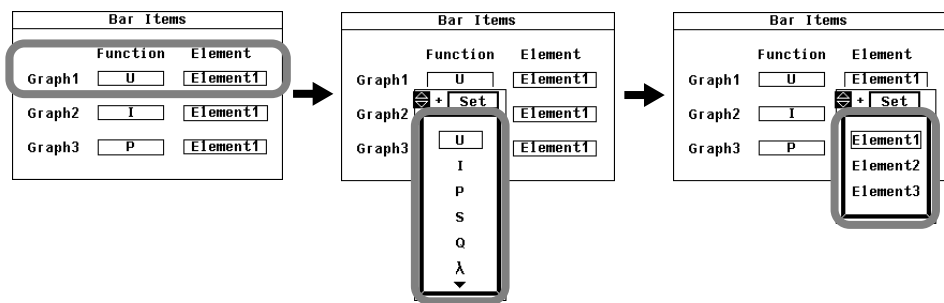 Bar Items
Function Element
Graph1 U Element1
Graph2 I Element1
Graph3 P Element1
Bar Items
Function Element
Graph1 U Element1
+ Set
Graph2 Element1
Graph3 Element1
U
I
P
S
Q
λ
Bar Items
Function Element
Graph1 U Element1
+ Set
Graph2 I
Graph3 P
Element1
Element2
Element3